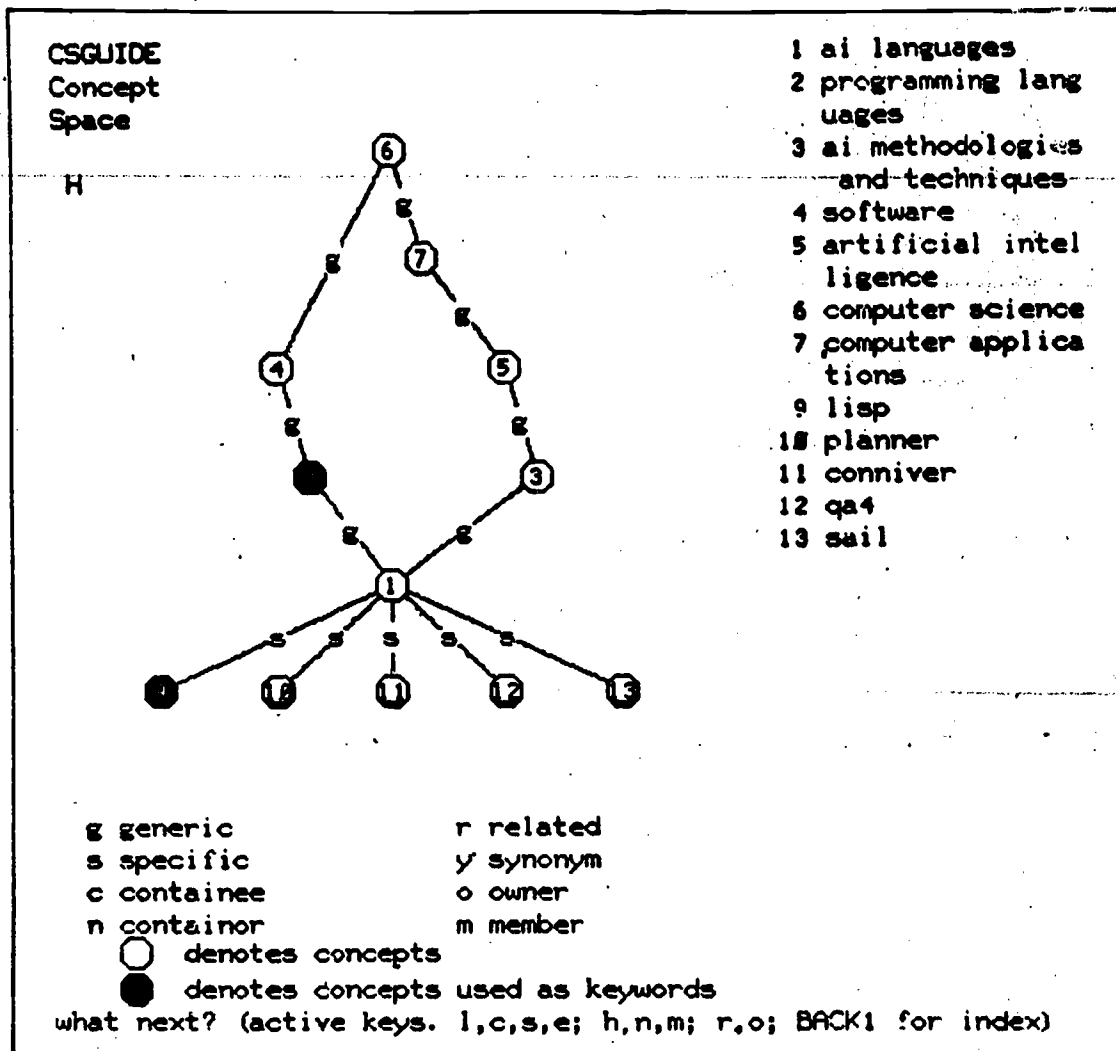 CSGUIDE
Concept
Space
H
1 ai languages
2 programming lang
uages
3 ai methodologies
and techniques
4 software
5 artificial intel
ligence
6 computer science
7 computer applica
tions
9 lisp
10 planner
11 conniver
12 qa4
13 sail
6
g
7
g
g
4
5
g
g
3
g
g
1
s s s s s
10 11 12 13
g generic
s specific
c containee
n containor
r related
y synonym
o owner
m member
denotes concepts
denotes concepts used as keywords
what next? (active keys. l,c,s,e; h,n,m; r,o; BACK1 for index)